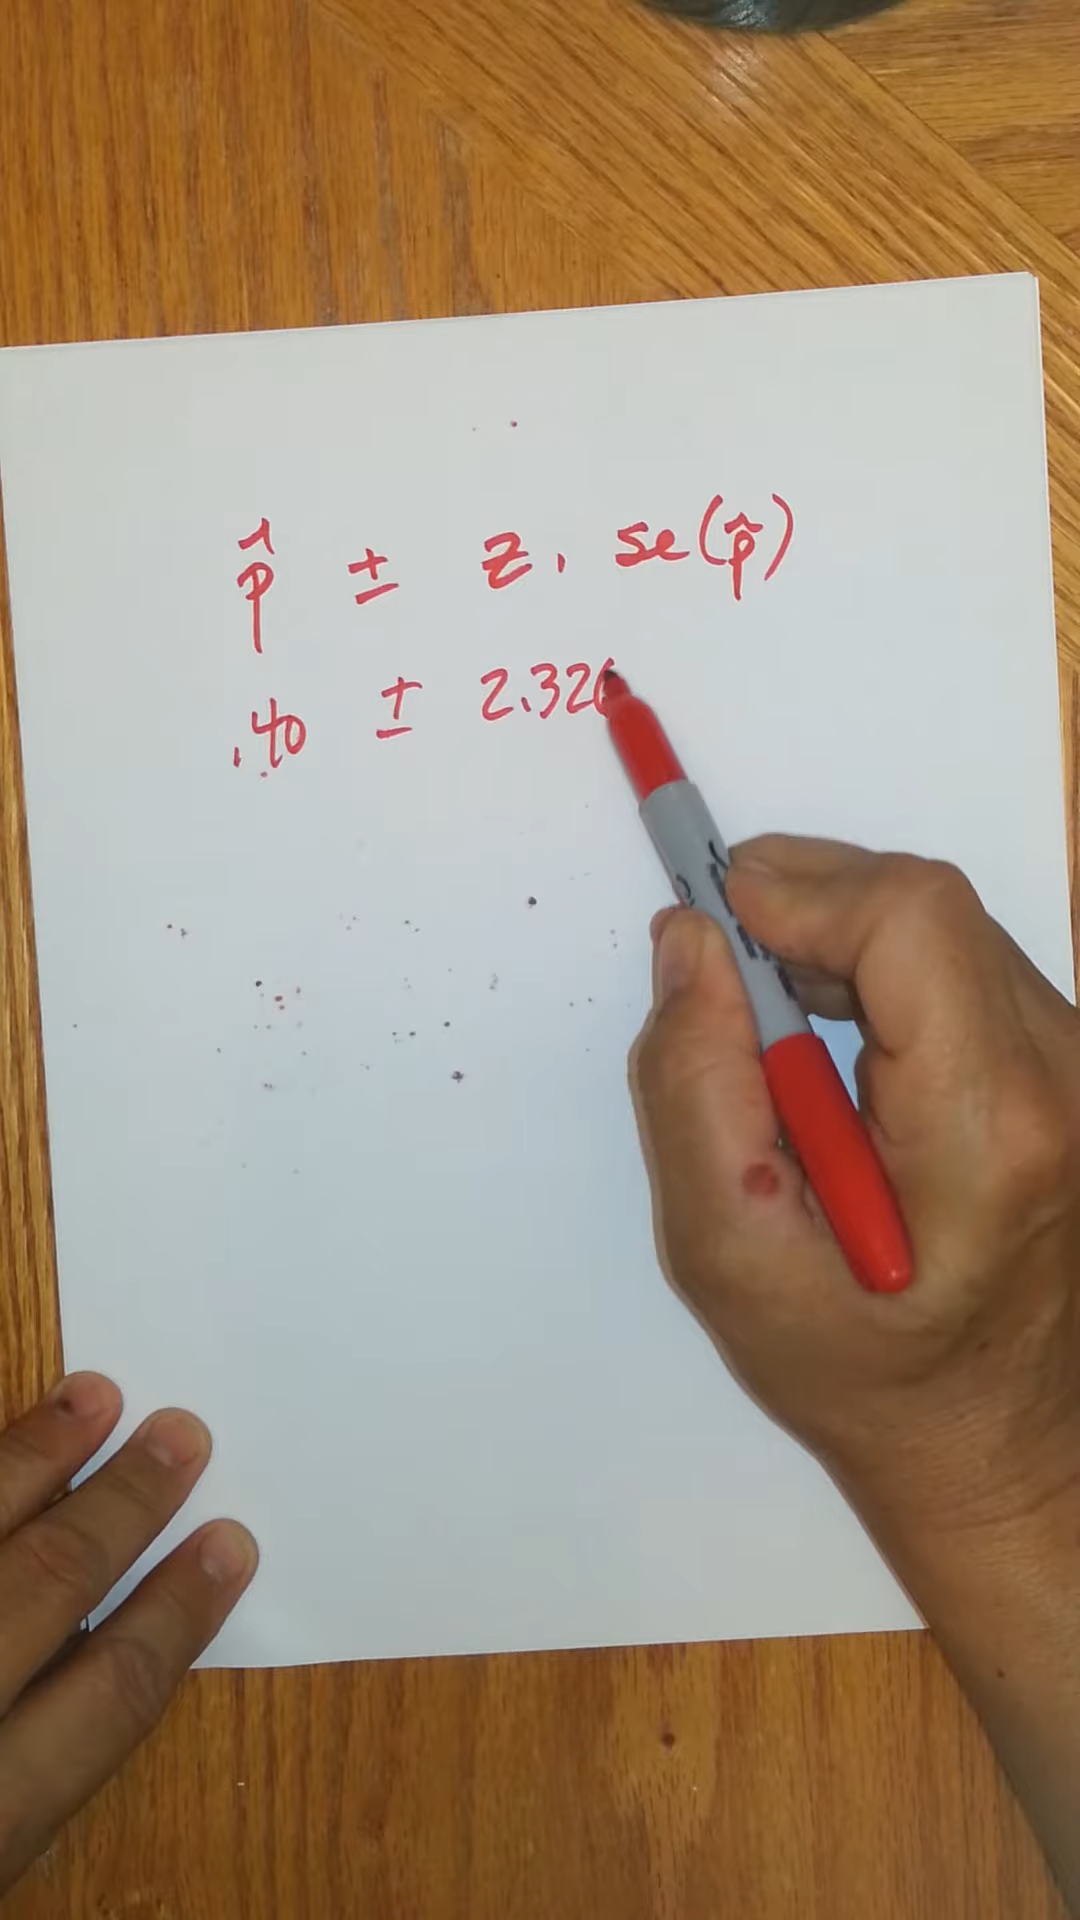 p̂ ± z. se(p̂)
.40 ± 2.326